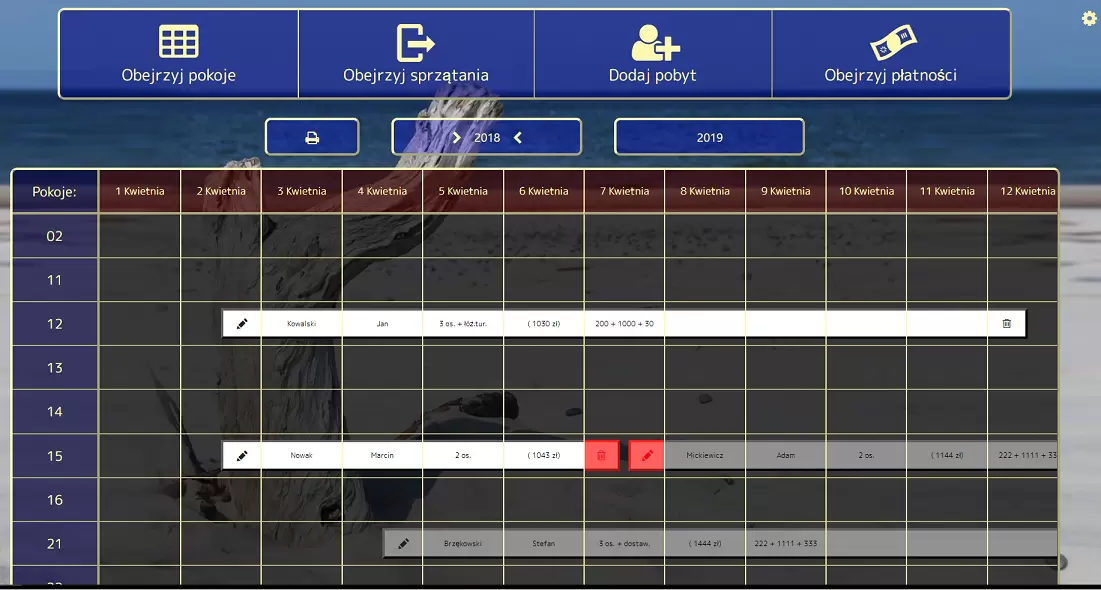 Obejrzyj pokoje Obejrzyj sprzątania Dodaj pobyt Obejrzyj płatności
2018 2019
Pokoje: 1 Kwietnia 2 Kwietnia 3 Kwietnia 4 Kwietnia 5 Kwietnia 6 Kwietnia 7 Kwietnia 8 Kwietnia 9 Kwietnia 10 Kwietnia 11 Kwietnia 12 Kwietnia
02
11
12 Kowalski Jan 3 os. + łóż.tur. ( 1030 zł) 200 + 1000 + 30
13
14
15 Nowak Marcin 2 os. ( 1043 zł) Mickiewicz Adam 2 os. ( 1144 zł) 222 + 1111 + 33
16
21 Brzękowski Stefan 3 os. + dostaw. ( 1444 zł) 222 + 1111 + 333